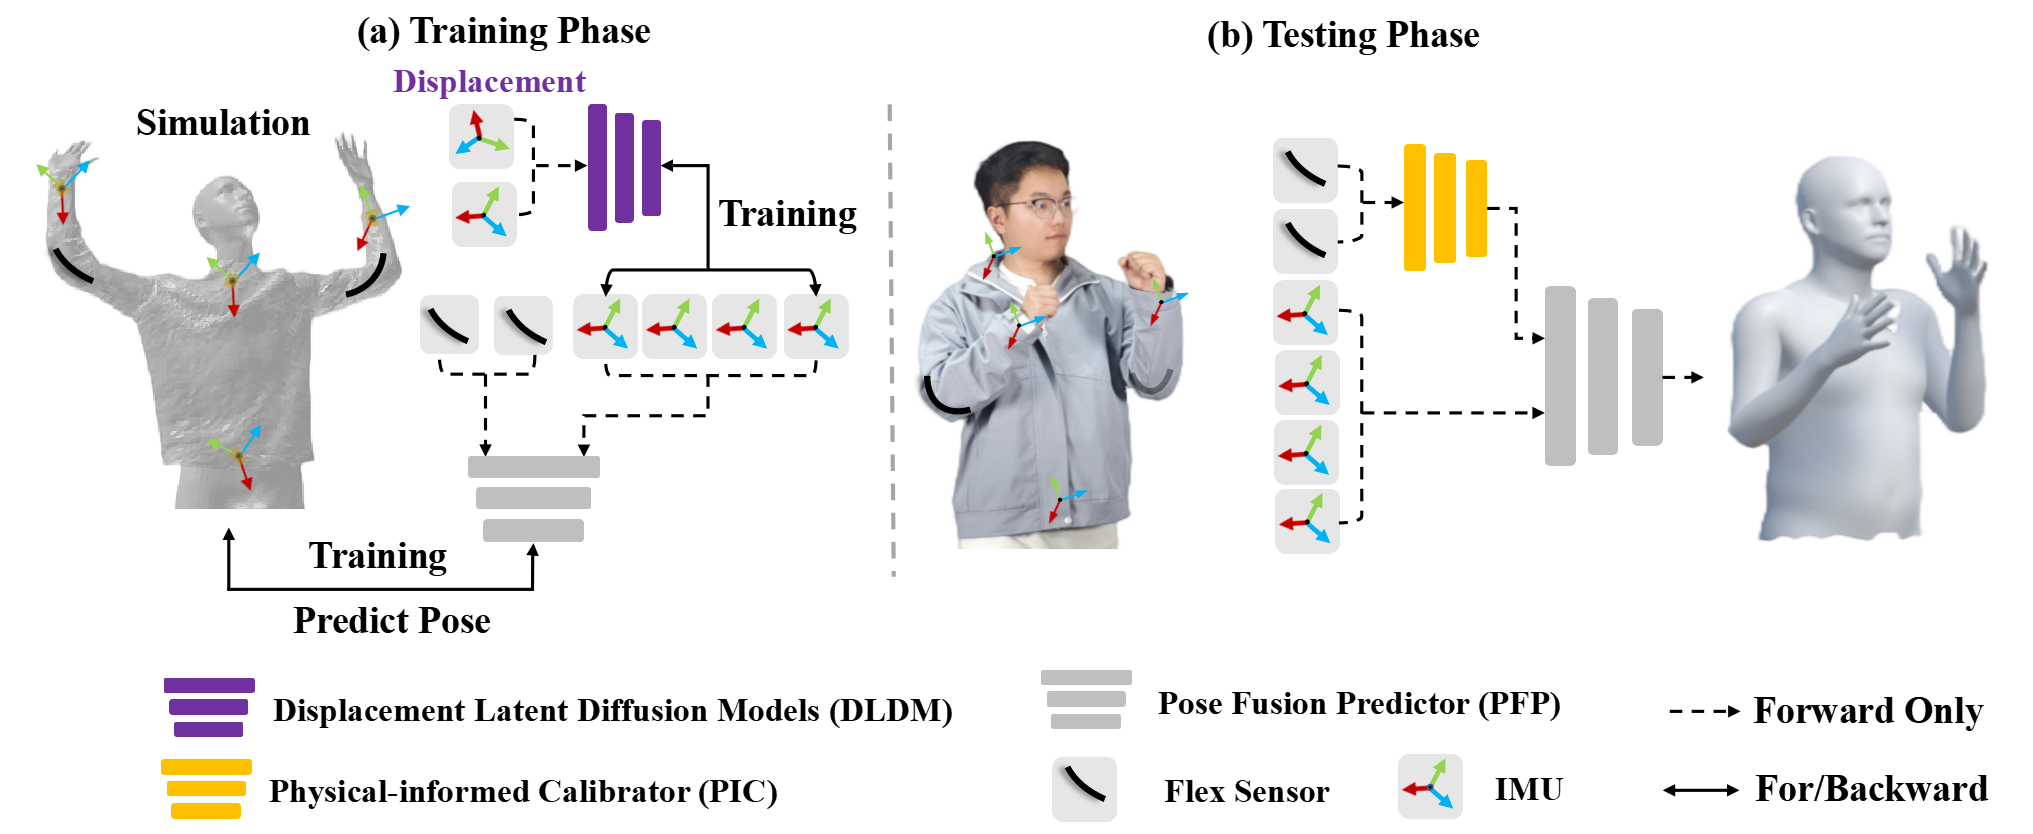 (a) Training Phase
Displacement
Simulation
Training
Training
Predict Pose
(b) Testing Phase
Displacement Latent Diffusion Models (DLDM)
Physical-informed Calibrator (PIC)
Pose Fusion Predictor (PFP)
Flex Sensor
IMU
Forward Only
For/Backward